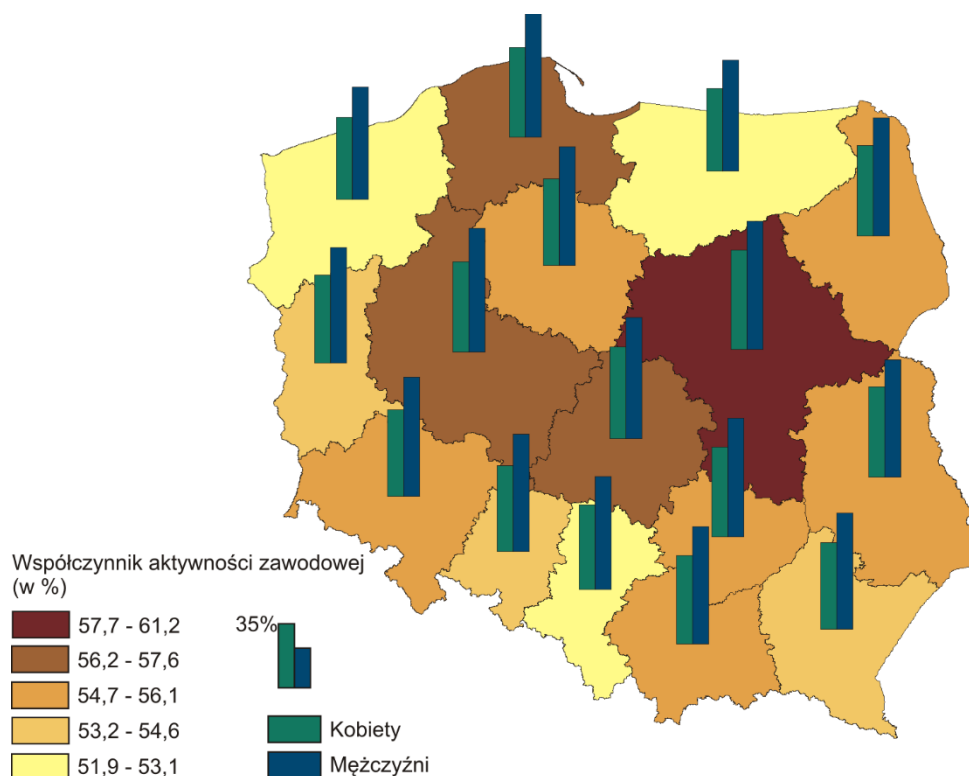 Współczynnik aktywności zawodowej
(w %)
57,7 - 61,2
56,2 - 57,6
54,7 - 56,1
53,2 - 54,6
51,9 - 53,1
35%
Kobiety
Mężczyźni